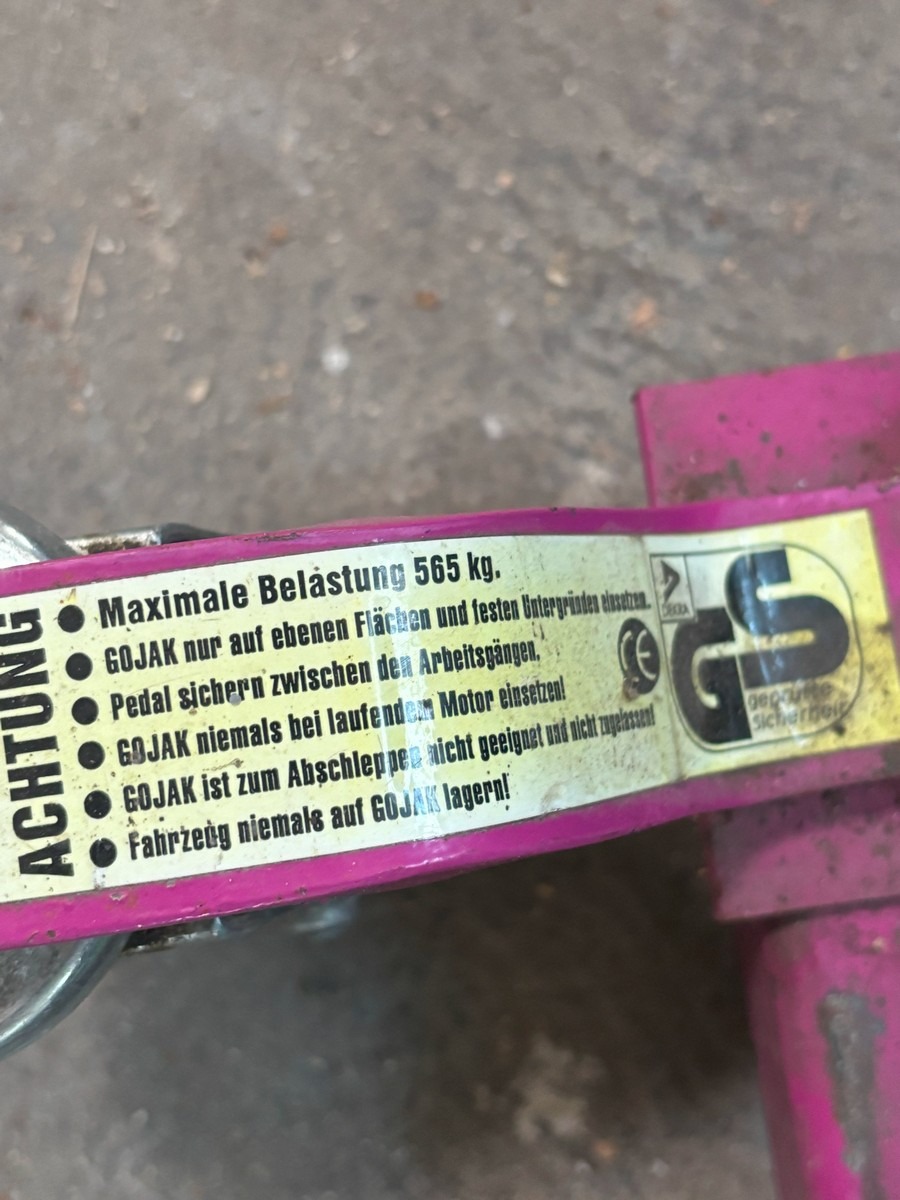 ACHTUNG
● Maximale Belastung 565 kg.
● GOJAK nur auf ebenen Flächen und festen Untergründen einsetzen.
● Pedal sichern zwischen den Arbeitsgängen.
● GOJAK niemals bei laufendem Motor einsetzen!
● GOJAK ist zum Abschleppen nicht geeignet und nicht zugelassen!
● Fahrzeug niemals auf GOJAK lagern!
CE
DEKRA
GS
geprüfte
sicherheit